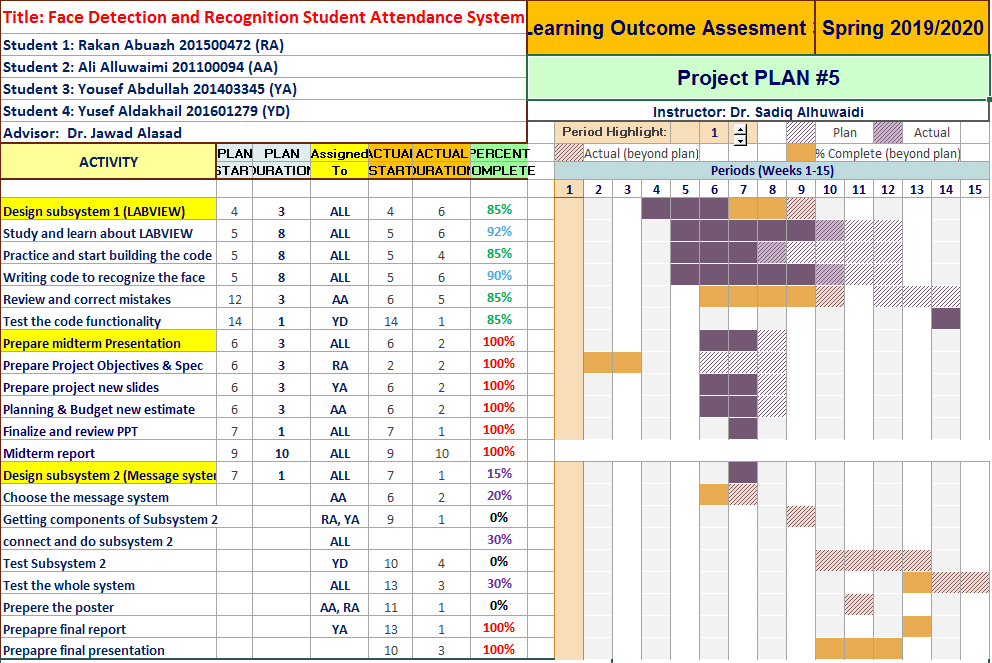 Title: Face Detection and Recognition Student Attendance System
Learning Outcome Assesment
Spring 2019/2020
Student 1: Rakan Abuazh 201500472 (RA)
Student 2: Ali Alluwaimi 201100094 (AA)
Student 3: Yousef Abdullah 201403345 (YA)
Student 4: Yusef Aldakhail 201601279 (YD)
Advisor: Dr. Jawad Alasad
Project PLAN #5
Instructor: Dr. Sadiq Alhuwaidi
Period Highlight: 1 Plan Actual
Actual (beyond plan) % Complete (beyond plan)
ACTIVITY
PLAN START
PLAN DURATION
Assigned To
ACTUAL START
ACTUAL DURATION
PERCENT COMPLETE
Periods (Weeks 1-15)
1 2 3 4 5 6 7 8 9 10 11 12 13 14 15
Design subsystem 1 (LABVIEW) 4 3 ALL 4 6 85%
Study and learn about LABVIEW 5 8 ALL 5 6 92%
Practice and start building the code 5 8 ALL 5 4 85%
Writing code to recognize the face 5 8 ALL 5 6 90%
Review and correct mistakes 12 3 AA 6 5 85%
Test the code functionality 14 1 YD 14 1 85%
Prepare midterm Presentation 6 3 ALL 6 2 100%
Prepare Project Objectives & Spec 6 3 RA 2 2 100%
Prepare project new slides 6 3 YA 6 2 100%
Planning & Budget new estimate 6 3 AA 6 2 100%
Finalize and review PPT 7 1 ALL 7 1 100%
Midterm report 9 10 ALL 9 10 100%
Design subsystem 2 (Message system 7 1 ALL 7 1 15%
Choose the message system AA 6 2 20%
Getting components of Subsystem 2 RA, YA 9 1 0%
connect and do subsystem 2 ALL 30%
Test Subsystem 2 YD 10 4 0%
Test the whole system ALL 13 3 30%
Prepere the poster AA, RA 11 1 0%
Prepapre final report YA 13 1 100%
Prepapre final presentation 10 3 100%